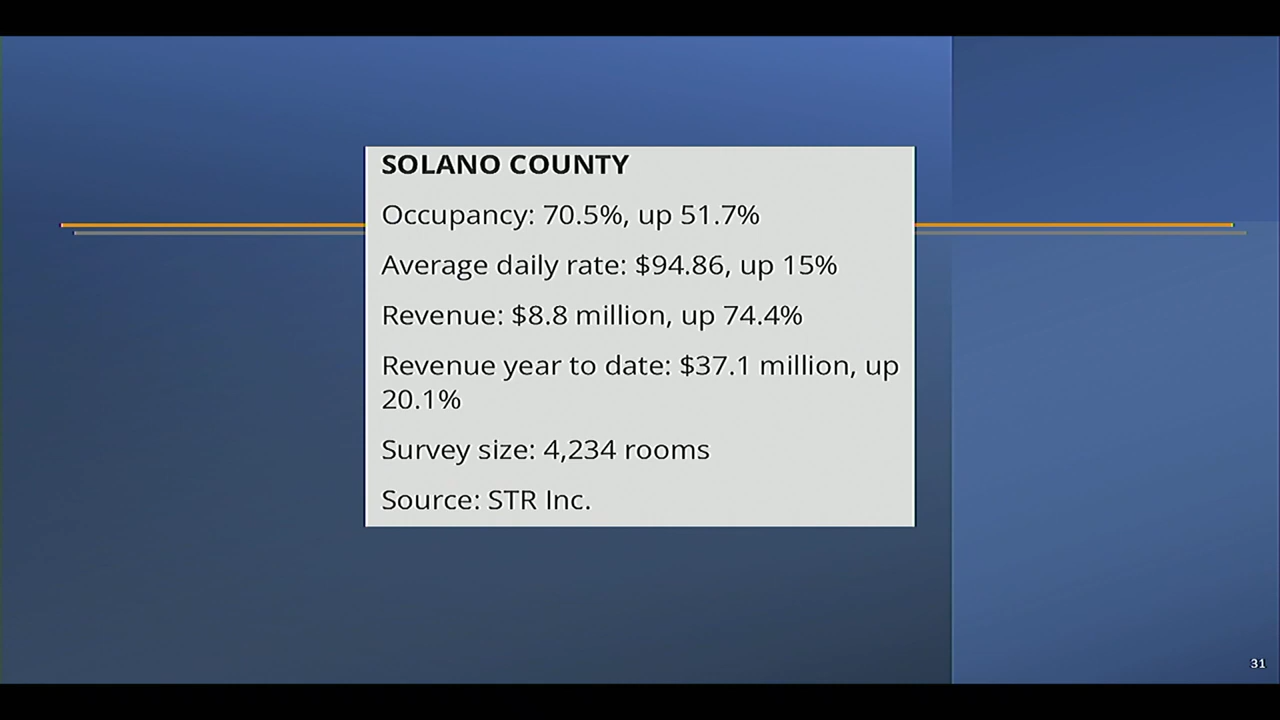 SOLANO COUNTY
Occupancy: 70.5%, up 51.7%
Average daily rate: $94.86, up 15%
Revenue: $8.8 million, up 74.4%
Revenue year to date: $37.1 million, up
20.1%
Survey size: 4,234 rooms
Source: STR Inc.
31